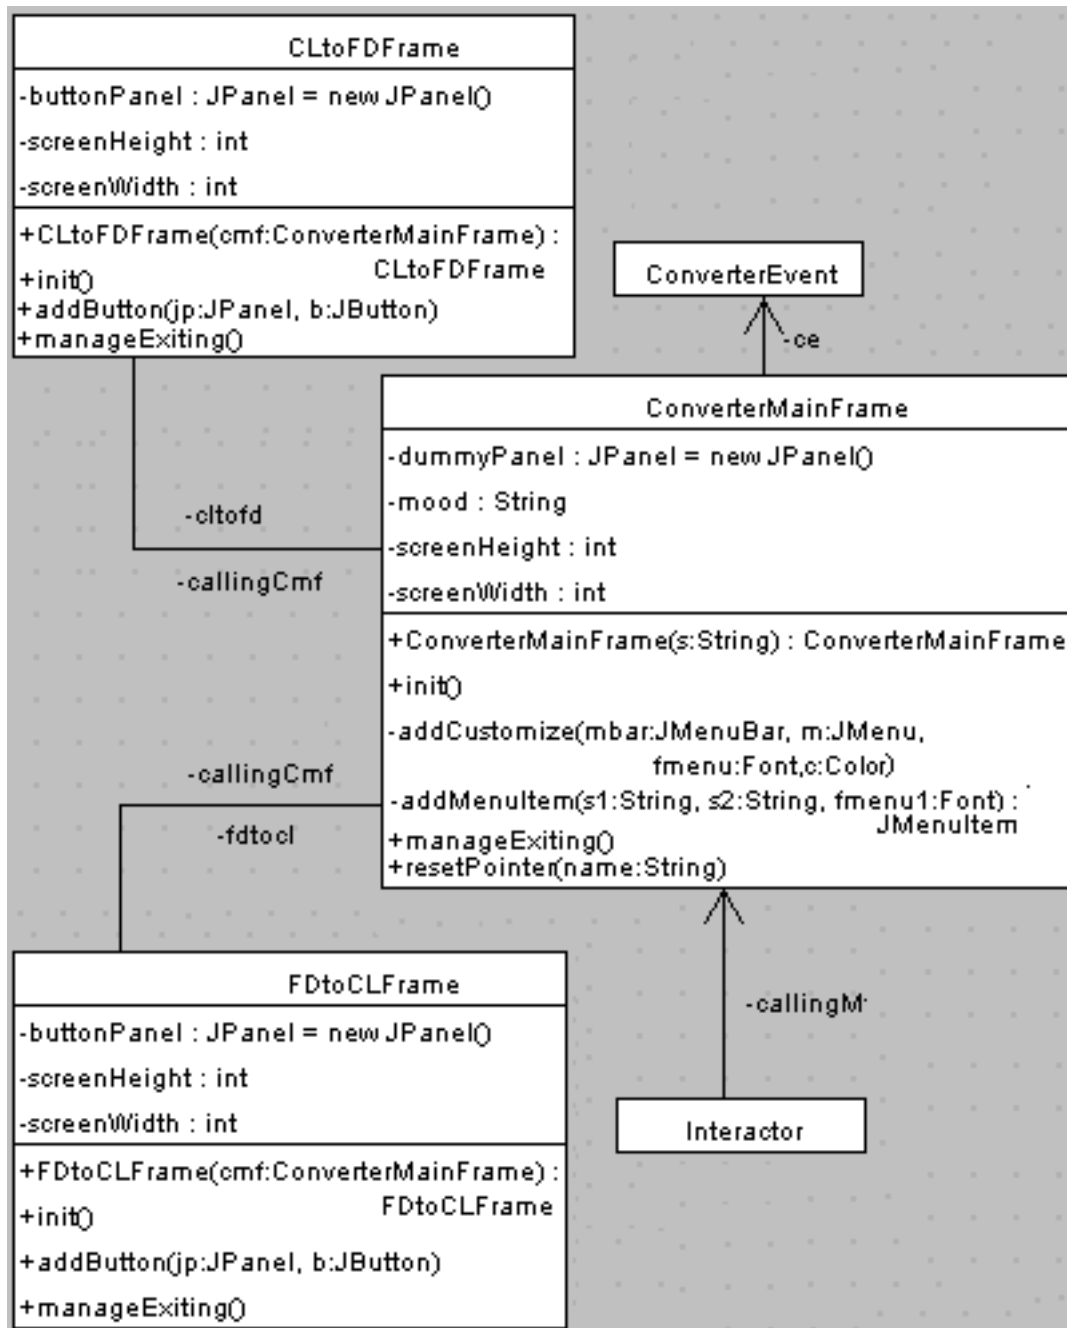 CLtoFDFrame
-buttonPanel : JPanel = new JPanel()
-screenHeight : int
-screenWidth : int
+CLtoFDFrame(cmf:ConverterMainFrame) :
CLtoFDFrame
+init()
+addButton(jp:JPanel, b:JButton)
+manageExiting()
ConverterEvent
-ce
ConverterMainFrame
-dummyPanel : JPanel = new JPanel()
-mood : String
-screenHeight : int
-screenWidth : int
+ConverterMainFrame(s:String) : ConverterMainFrame
+init()
-addCustomize(mbar:JMenuBar, m:JMenu,
fmenu:Font,c:Color)
-addMenuItem(s1:String, s2:String, fmenu1:Font) :
JMenuItem
+manageExiting()
+resetPointer(name:String)
-cltofd
-callingCmf
-callingCmf
-fdtocl
FDtoCLFrame
-buttonPanel : JPanel = new JPanel()
-screenHeight : int
-screenWidth : int
+FDtoCLFrame(cmf:ConverterMainFrame) :
FDtoCLFrame
+init()
+addButton(jp:JPanel, b:JButton)
+manageExiting()
-callingM
Interactor